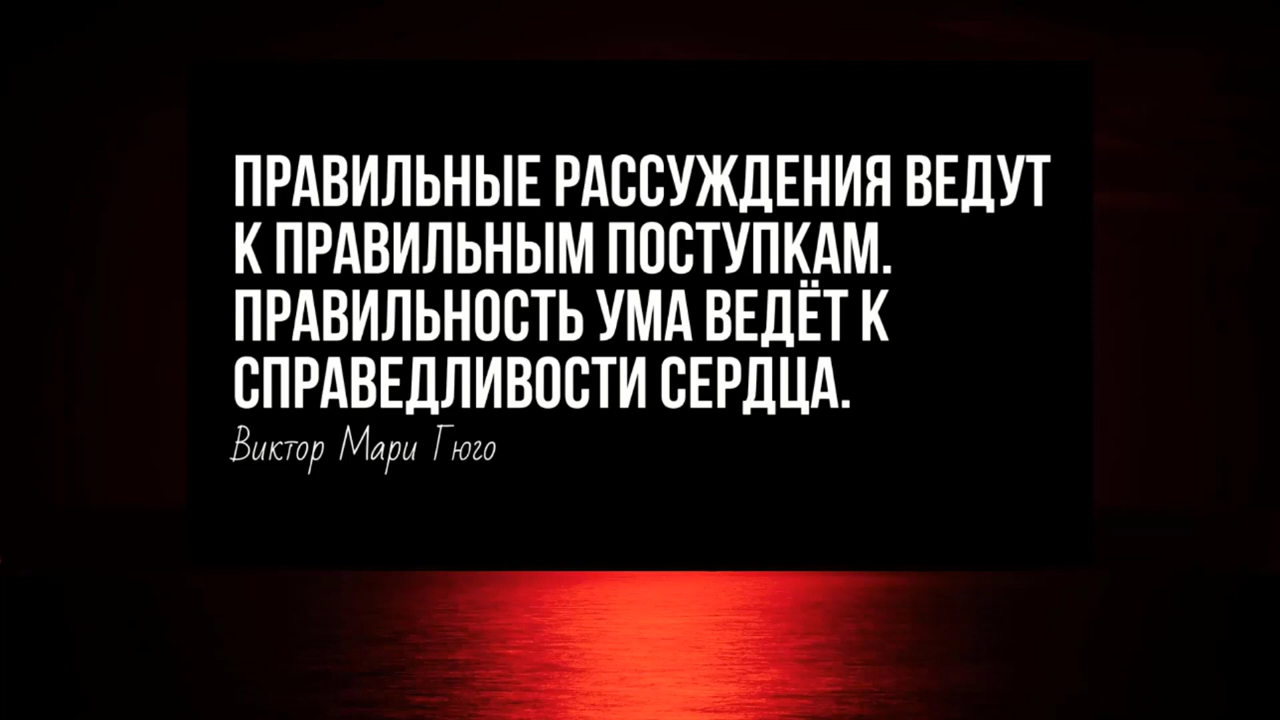 ПРАВИЛЬНЫЕ РАССУЖДЕНИЯ ВЕДУТ
К ПРАВИЛЬНЫМ ПОСТУПКАМ.
ПРАВИЛЬНОСТЬ УМА ВЕДЁТ К
СПРАВЕДЛИВОСТИ СЕРДЦА.
Виктор Мари Гюго